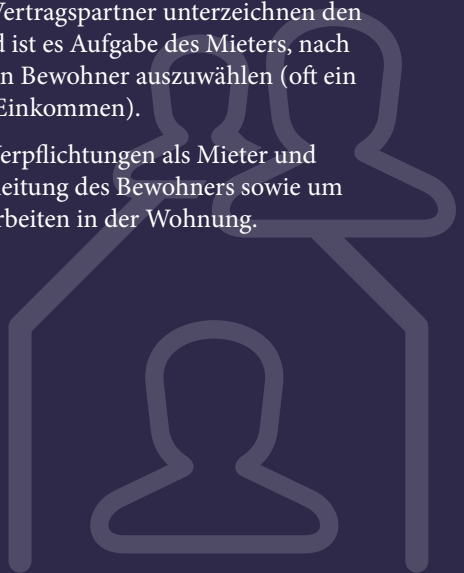 Vertragspartner unterzeichnen den
d ist es Aufgabe des Mieters, nach
n Bewohner auszuwählen (oft ein
Einkommen).
Verpflichtungen als Mieter und
leitung des Bewohners sowie um
rbeiten in der Wohnung.